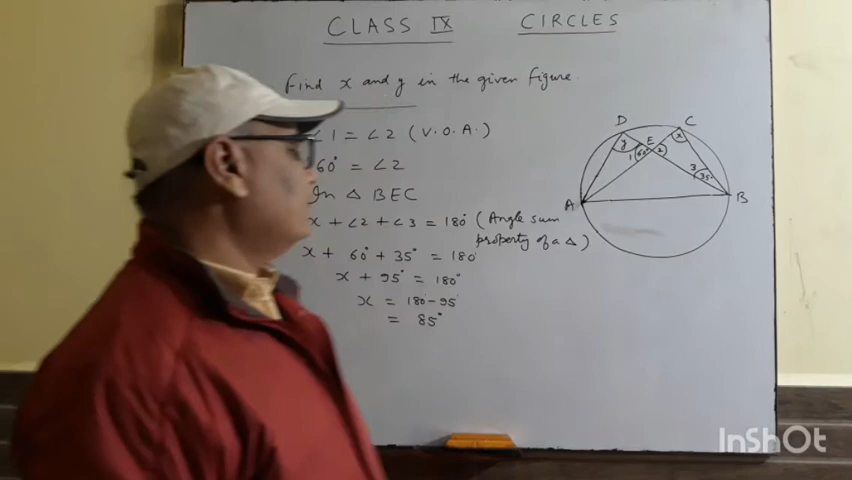 CLASS IX CIRCLES
Find x and y in the given figure.
∠1 = ∠2 (V.O.A.)
60° = ∠2
In △ BEC
x + ∠2 + ∠3 = 180° (Angle sum
property of a △)
x + 60° + 35° = 180
x + 95° = 180°
x = 180 - 95
= 85°
D
C
E
y
x
1
60°
2
3
35°
A
B
InShOt